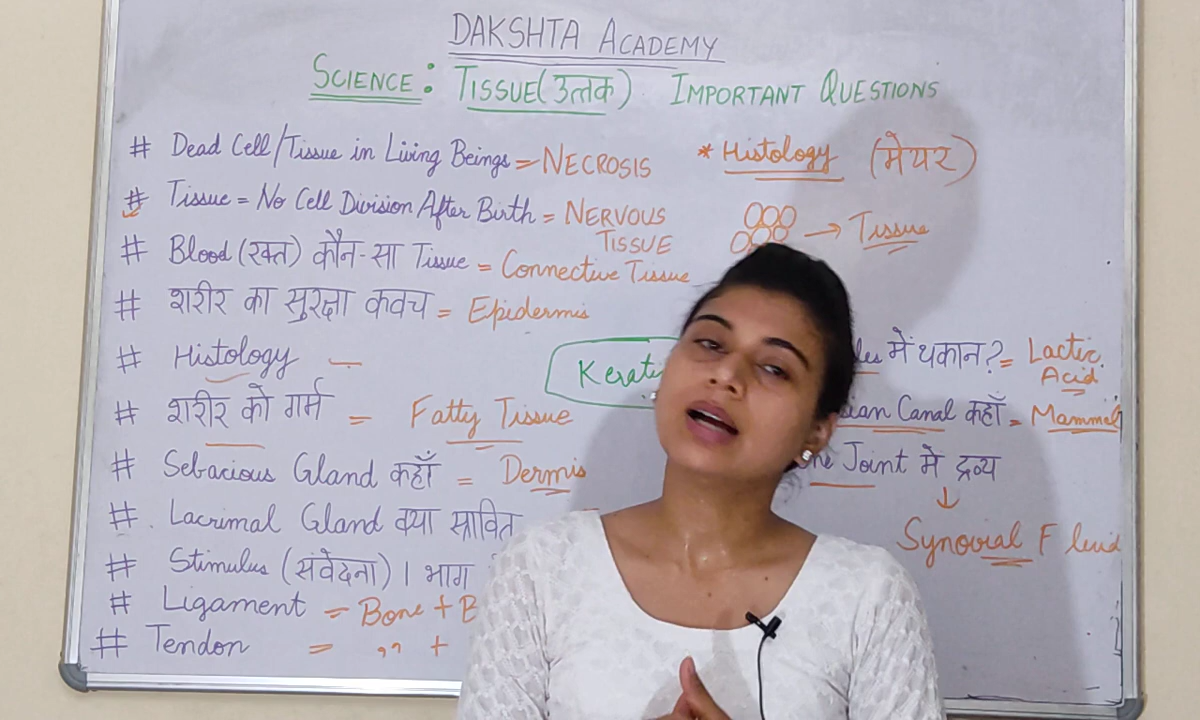 DAKSHTA ACADEMY
SCIENCE: TISSUE(उत्तक) IMPORTANT QUESTIONS
# Dead Cell/Tissue in Living Beings = NECROSIS
# Tissue = No Cell Division After Birth = NERVOUS
TISSUE
# Blood (रक्त) कौन-सा Tissue = Connective Tissue
# शरीर का सुरक्षा कवच = Epidermis
# Histology —
# शरीर को गर्म = Fatty Tissue
# Sebacious Gland कहाँ = Dermis
# Lacrimal Gland क्या स्रावित
# Stimulus (संवेदना) । भाग
# Ligament = Bone + B
# Tendon = ,, +
* Histology (मेयर)
→ Tissue
Kerati
में थकान? = Lactic
Acid
Canal कहाँ = Mammal
Joint में द्रव्य
↓
Synovial Fluid